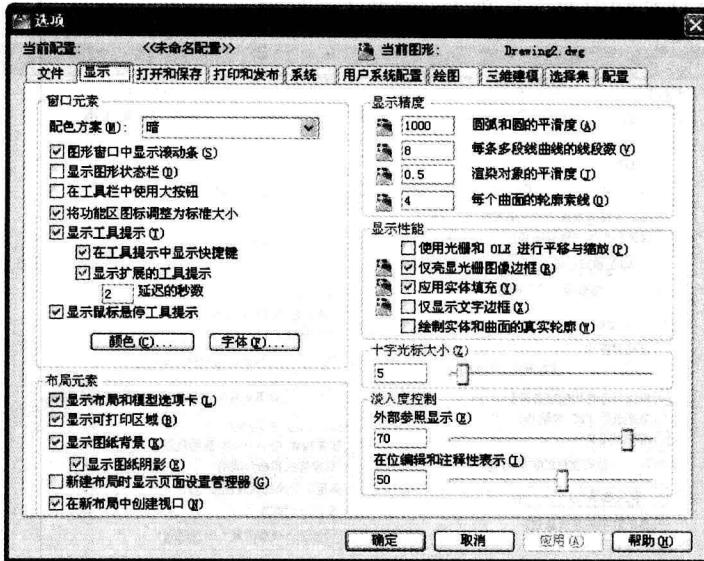 选项
当前配置: <<未命名配置>> 当前图形: Drawing2.dwg
文件 显示 打开和保存 打印和发布 系统 用户系统配置 绘图 三维建模 选择集 配置
窗口元素
配色方案(M): 暗
图形窗口中显示滚动条(S)
显示图形状态栏(D)
在工具栏中使用大按钮
将功能区图标调整为标准大小
显示工具提示(T)
在工具提示中显示快捷键
显示扩展的工具提示
2 延迟的秒数
显示鼠标悬停工具提示
颜色(C)... 字体(F)...
布局元素
显示布局和模型选项卡(L)
显示可打印区域(B)
显示图纸背景(K)
显示图纸阴影(E)
新建布局时显示页面设置管理器(G)
在新布局中创建视口(N)
显示精度
1000 圆弧和圆的平滑度(A)
8 每条多段线曲线的线段数(V)
0.5 渲染对象的平滑度(J)
4 每个曲面的轮廓素线(O)
显示性能
使用光栅和 OLE 进行平移与缩放(P)
仅亮显光栅图像边框(R)
应用实体填充(Y)
仅显示文字边框(X)
绘制实体和曲面的真实轮廓(W)
十字光标大小(Z)
5
淡入度控制
外部参照显示(E)
70
在位编辑和注释性表示(I)
50
确定 取消 应用(A) 帮助(H)